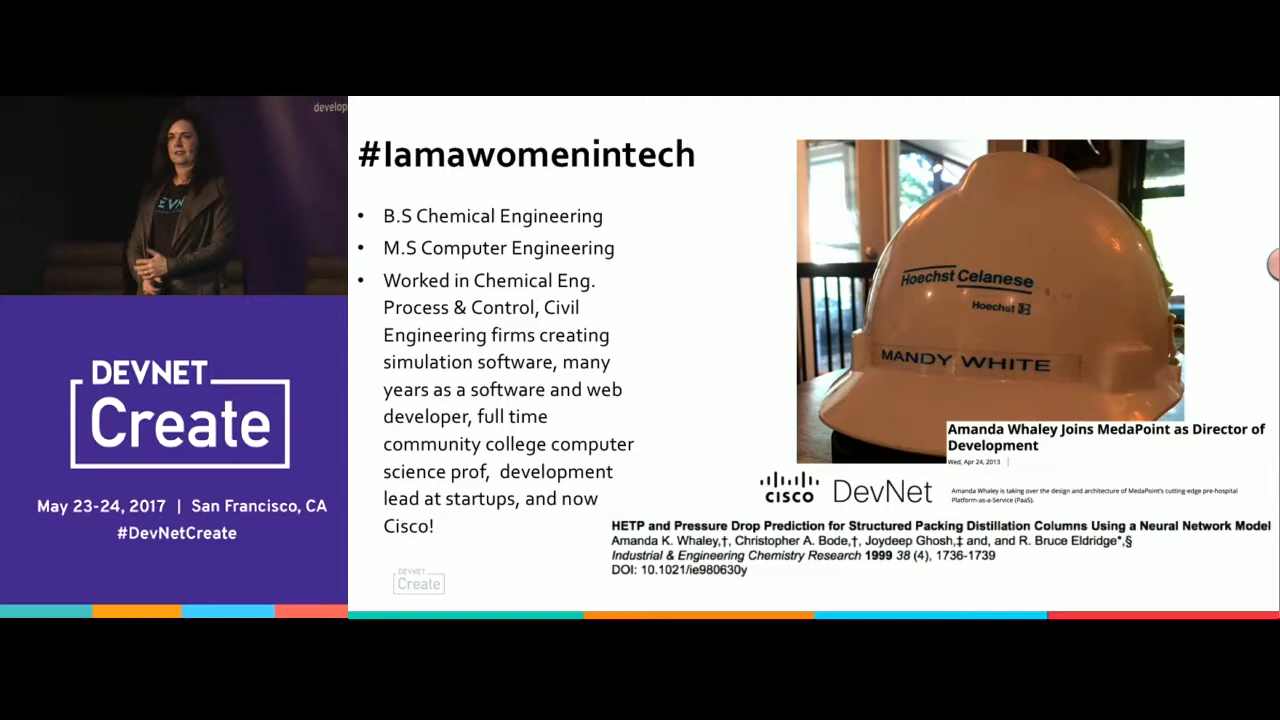 develop
DEVN
DEVNET
Create
May 23-24, 2017 | San Francisco, CA
#DevNetCreate
#Iamawomenintech
• B.S Chemical Engineering
• M.S Computer Engineering
• Worked in Chemical Eng.
Process & Control, Civil
Engineering firms creating
simulation software, many
years as a software and web
developer, full time
community college computer
science prof, development
lead at startups, and now
Cisco!
DEVNET
Create
Hoechst Celanese
Hoechst
MANDY WHITE
Amanda Whaley Joins MedaPoint as Director of
Development
Wed, Apr 24, 2013
CISCO DevNet
Amanda Whaley is taking over the design and architecture of MedaPoint's cutting-edge pre-hospital
Platform-as-a-Service (PaaS).
HETP and Pressure Drop Prediction for Structured Packing Distillation Columns Using a Neural Network Model
Amanda K. Whaley,†, Christopher A. Bode,†, Joydeep Ghosh,‡ and, and R. Bruce Eldridge*,§
Industrial & Engineering Chemistry Research 1999 38 (4), 1736-1739
DOI: 10.1021/ie980630y